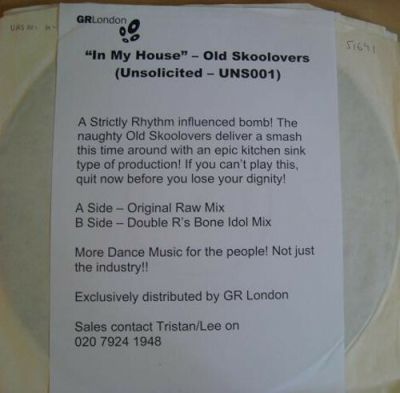 GRLondon
UNS 001
51641
"In My House" – Old Skoolovers
(Unsolicited – UNS001)
A Strictly Rhythm influenced bomb! The
naughty Old Skoolovers deliver a smash
this time around with an epic kitchen sink
type of production! If you can't play this,
quit now before you lose your dignity!
A Side – Original Raw Mix
B Side – Double R's Bone Idol Mix
More Dance Music for the people! Not just
the industry!!
Exclusively distributed by GR London
Sales contact Tristan/Lee on
020 7924 1948